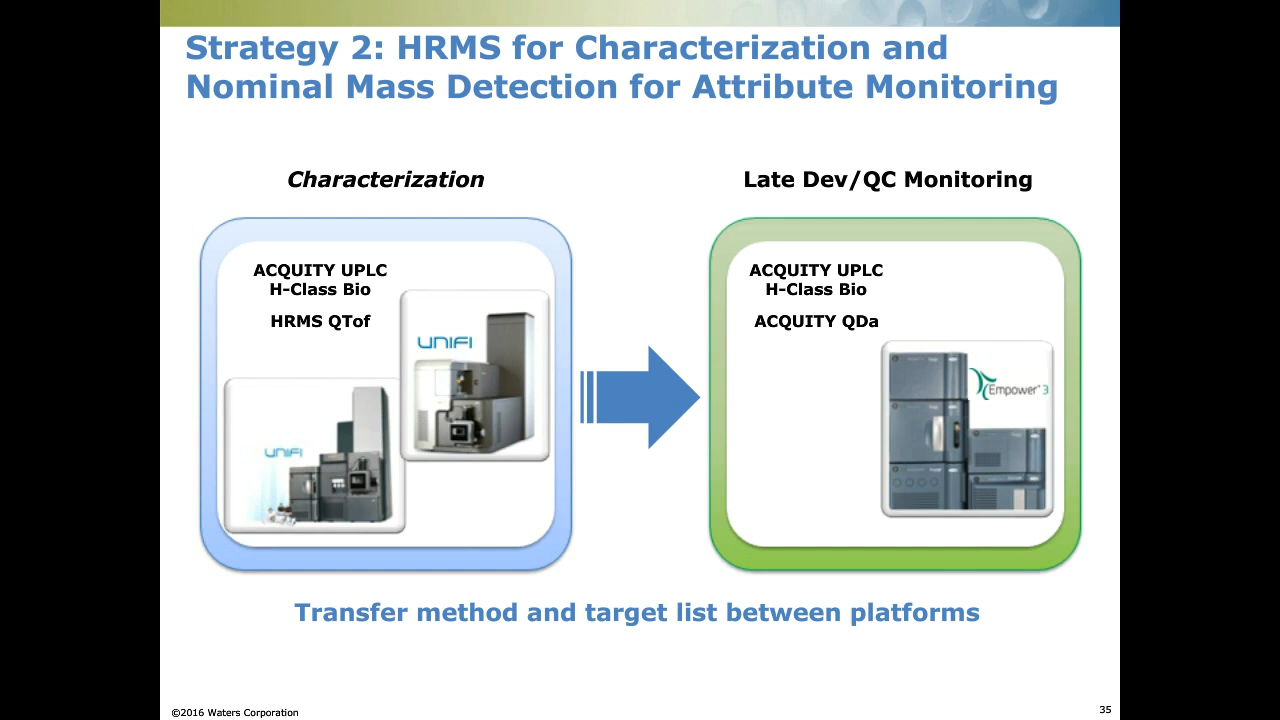 Strategy 2: HRMS for Characterization and
Nominal Mass Detection for Attribute Monitoring
Characterization
Late Dev/QC Monitoring
ACQUITY UPLC
H-Class Bio
HRMS QTof
UNIFI
UNIFI
ACQUITY UPLC
H-Class Bio
ACQUITY QDa
Empower 3
Transfer method and target list between platforms
©2016 Waters Corporation
35